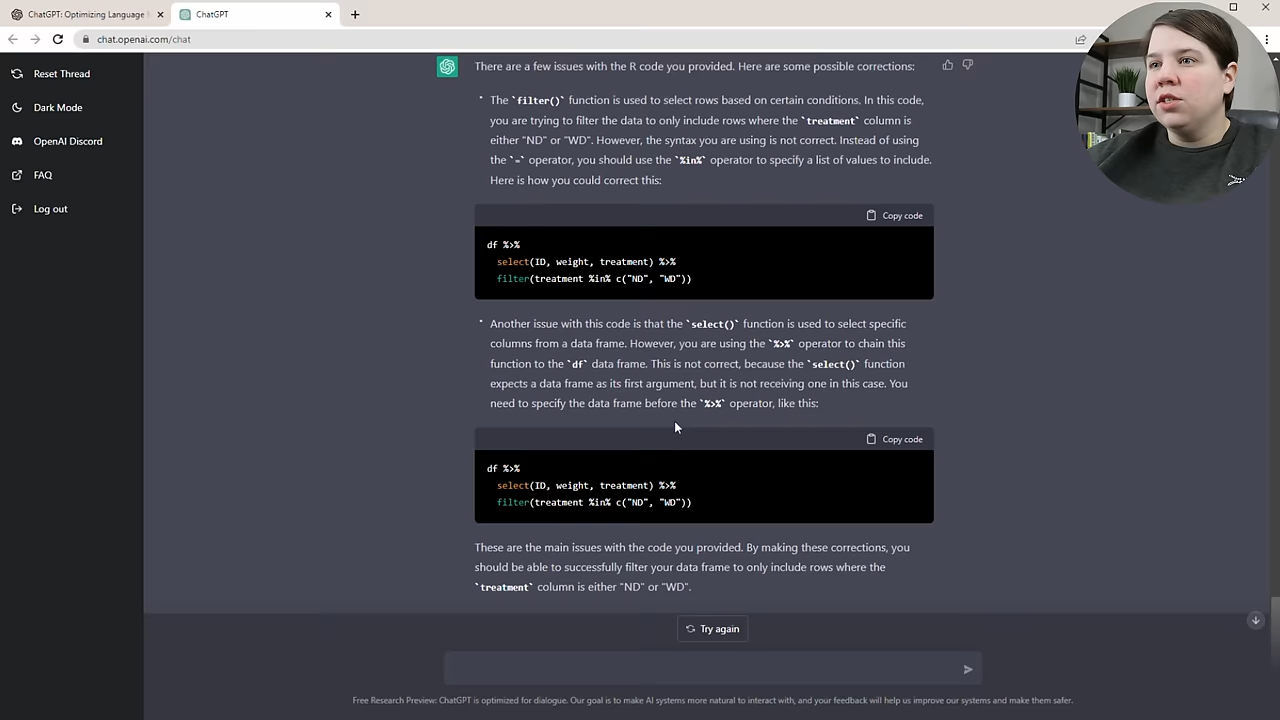 ChatGPT: Optimizing Language
ChatGPT
chat.openai.com/chat
Reset Thread
Dark Mode
OpenAI Discord
FAQ
Log out
There are a few issues with the R code you provided. Here are some possible corrections:
• The `filter()` function is used to select rows based on certain conditions. In this code,
you are trying to filter the data to only include rows where the `treatment` column is
either "ND" or "WD". However, the syntax you are using is not correct. Instead of using
the `=` operator, you should use the `%in%` operator to specify a list of values to include.
Here is how you could correct this:
Copy code
df %>%
select(ID, weight, treatment) %>%
filter(treatment %in% c("ND", "WD"))
• Another issue with this code is that the `select()` function is used to select specific
columns from a data frame. However, you are using the `%>%` operator to chain this
function to the `df` data frame. This is not correct, because the `select()` function
expects a data frame as its first argument, but it is not receiving one in this case. You
need to specify the data frame before the `%>%` operator, like this:
Copy code
df %>%
select(ID, weight, treatment) %>%
filter(treatment %in% c("ND", "WD"))
These are the main issues with the code you provided. By making these corrections, you
should be able to successfully filter your data frame to only include rows where the
`treatment` column is either "ND" or "WD".
Try again
Free Research Preview: ChatGPT is optimized for dialogue. Our goal is to make AI systems more natural to interact with, and your feedback will help us improve our systems and make them safer.